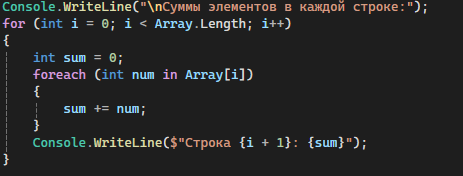 Console.WriteLine("\nСуммы элементов в каждой строке:");
for (int i = 0; i < Array.Length; i++)
{
    int sum = 0;
    foreach (int num in Array[i])
    {
        sum += num;
    }
    Console.WriteLine($"Строка {i + 1}: {sum}");
}